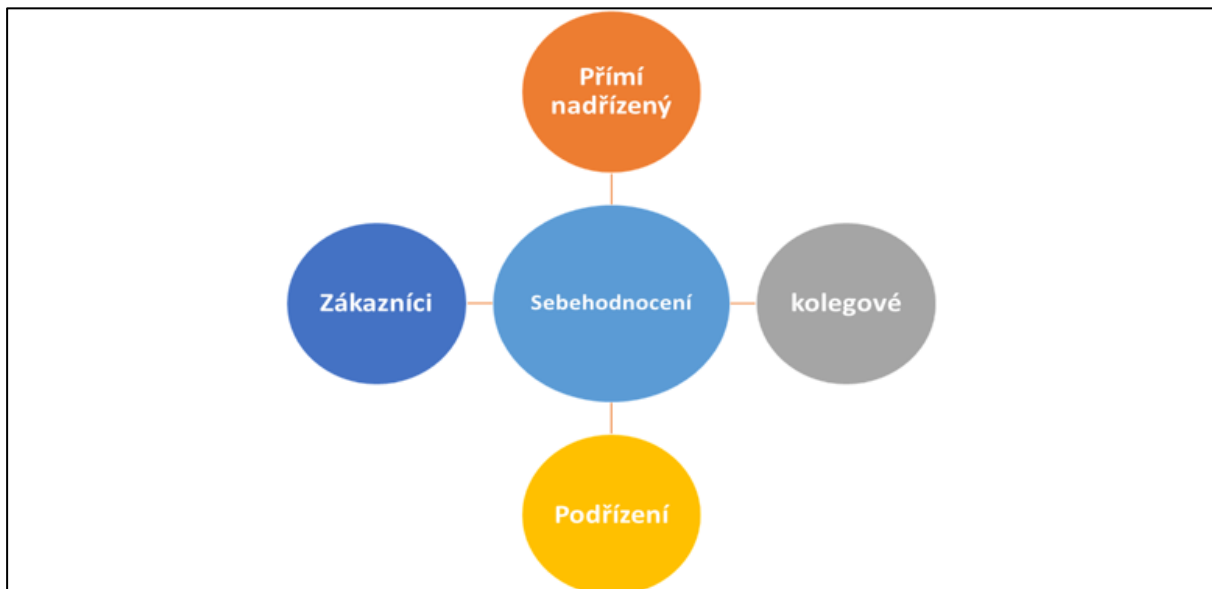 Přímí
nadřízený
Zákazníci
Sebehodnocení
kolegové
Podřízení